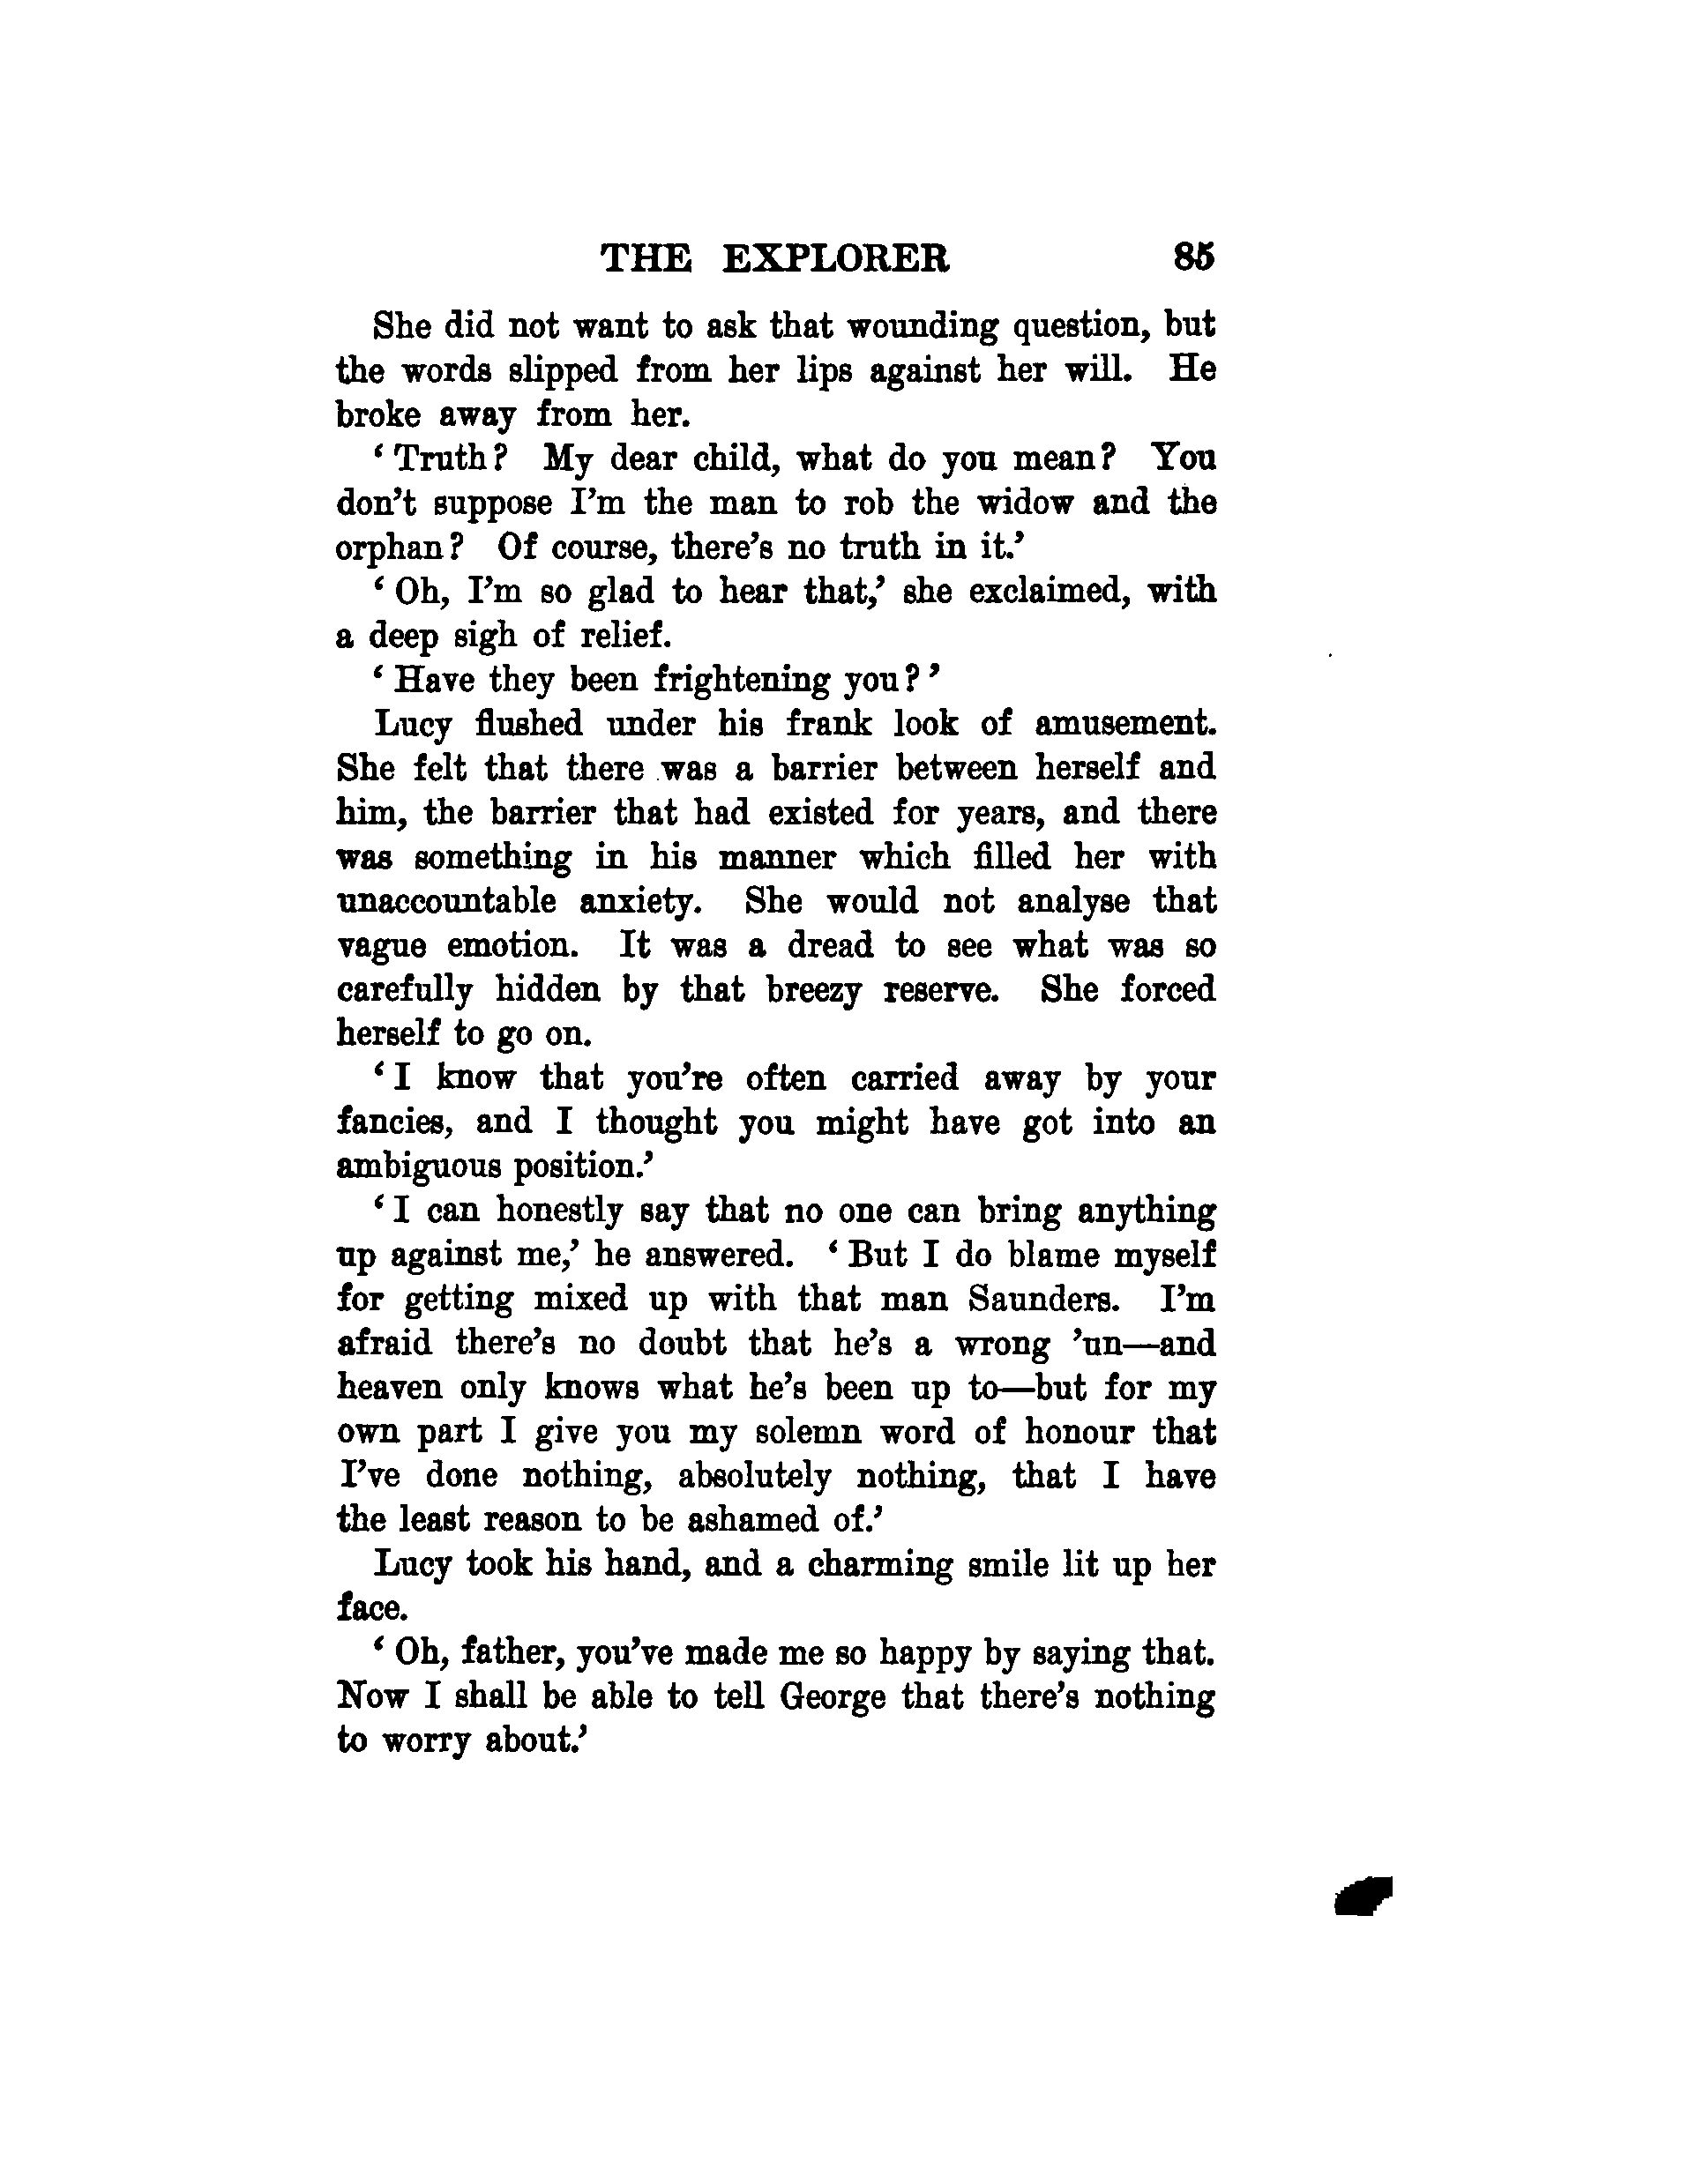 THE EXPLORER 85
She did not want to ask that wounding question, but
the words slipped from her lips against her will. He
broke away from her.
‘Truth? My dear child, what do you mean? You
don’t suppose I’m the man to rob the widow and the
orphan? Of course, there’s no truth in it.’
‘Oh, I’m so glad to hear that,’ she exclaimed, with
a deep sigh of relief.
‘Have they been frightening you?’
Lucy flushed under his frank look of amusement.
She felt that there was a barrier between herself and
him, the barrier that had existed for years, and there
was something in his manner which filled her with
unaccountable anxiety. She would not analyse that
vague emotion. It was a dread to see what was so
carefully hidden by that breezy reserve. She forced
herself to go on.
‘I know that you’re often carried away by your
fancies, and I thought you might have got into an
ambiguous position.’
‘I can honestly say that no one can bring anything
up against me,’ he answered. ‘But I do blame myself
for getting mixed up with that man Saunders. I’m
afraid there’s no doubt that he’s a wrong ’un—and
heaven only knows what he’s been up to—but for my
own part I give you my solemn word of honour that
I’ve done nothing, absolutely nothing, that I have
the least reason to be ashamed of.’
Lucy took his hand, and a charming smile lit up her
face.
‘Oh, father, you’ve made me so happy by saying that.
Now I shall be able to tell George that there’s nothing
to worry about.’